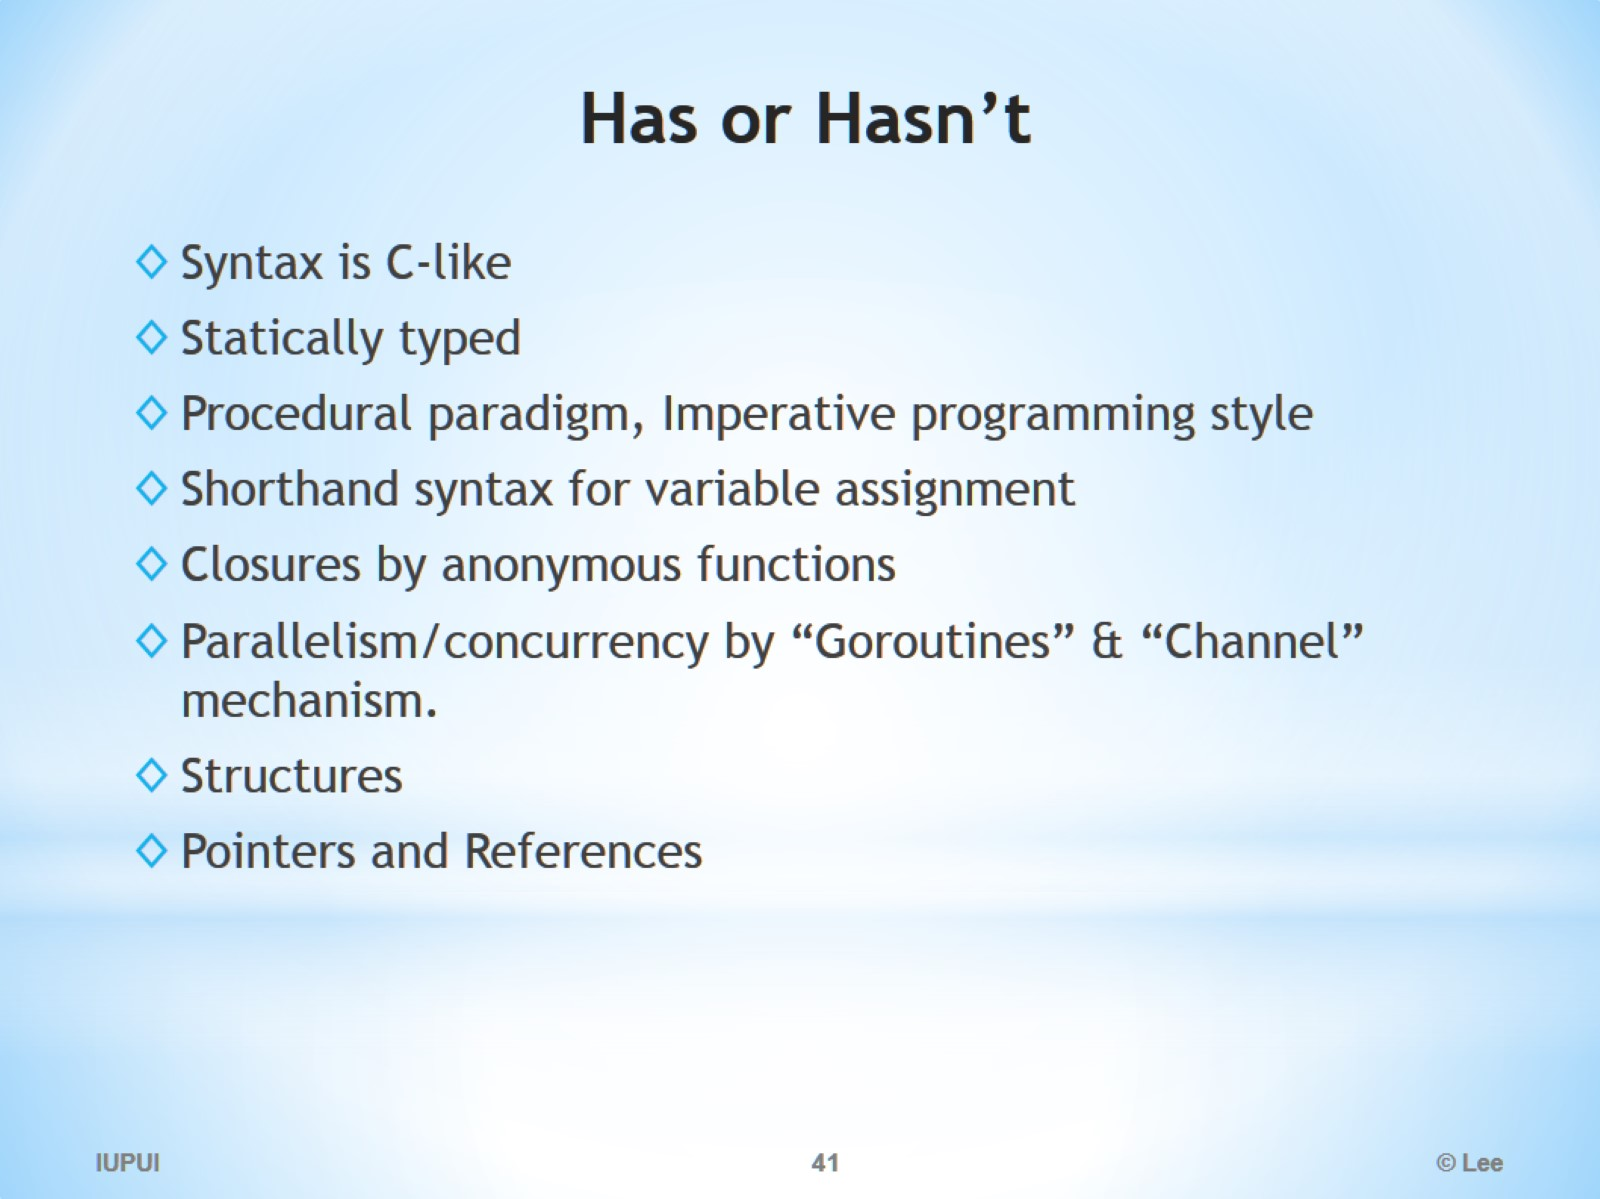 Has or Hasn’t
Syntax is C-like
Statically typed
Procedural paradigm, Imperative programming style
Shorthand syntax for variable assignment
Closures by anonymous functions
Parallelism/concurrency by “Goroutines” & “Channel”
mechanism.
Structures
Pointers and References
IUPUI
41
© Lee